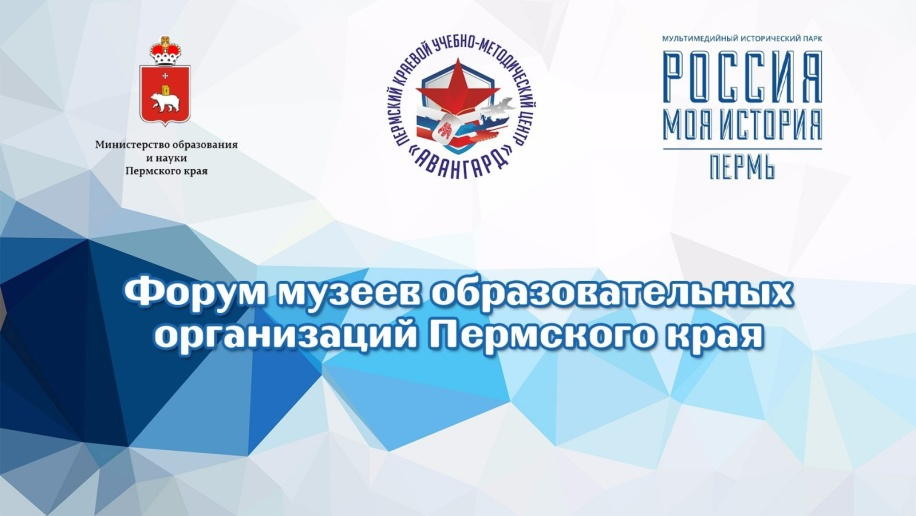 Министерство образования
и науки
Пермского края
ПЕРМСКИЙ КРАЕВОЙ УЧЕБНО-МЕТОДИЧЕСКИЙ ЦЕНТР
«АВАНГАРД»
МУЛЬТИМЕДИЙНЫЙ ИСТОРИЧЕСКИЙ ПАРК
РОССИЯ
МОЯ ИСТОРИЯ
ПЕРМЬ
Форум музеев образовательных
организаций Пермского края